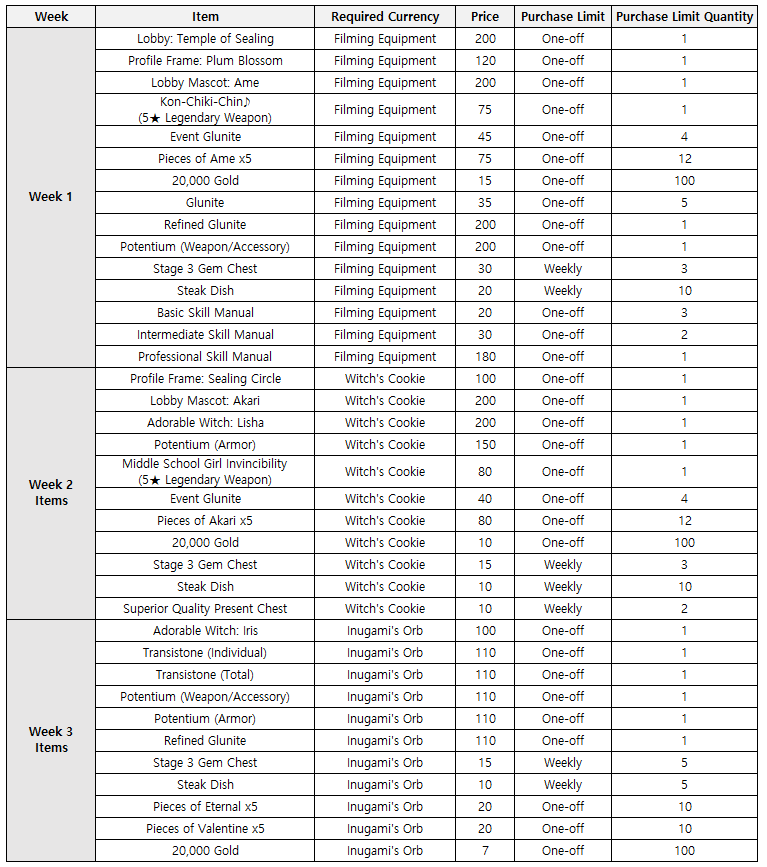 Week Item Required Currency Price Purchase Limit Purchase Limit Quantity
Week 1
Lobby: Temple of Sealing Filming Equipment 200 One-off 1
Profile Frame: Plum Blossom Filming Equipment 120 One-off 1
Lobby Mascot: Ame Filming Equipment 200 One-off 1
Kon-Chiki-Chin♪
(5★ Legendary Weapon) Filming Equipment 75 One-off 1
Event Glunite Filming Equipment 45 One-off 4
Pieces of Ame x5 Filming Equipment 75 One-off 12
20,000 Gold Filming Equipment 15 One-off 100
Glunite Filming Equipment 35 One-off 5
Refined Glunite Filming Equipment 200 One-off 1
Potentium (Weapon/Accessory) Filming Equipment 200 One-off 1
Stage 3 Gem Chest Filming Equipment 30 Weekly 3
Steak Dish Filming Equipment 20 Weekly 10
Basic Skill Manual Filming Equipment 20 One-off 3
Intermediate Skill Manual Filming Equipment 30 One-off 2
Professional Skill Manual Filming Equipment 180 One-off 1
Week 2
Items
Profile Frame: Sealing Circle Witch's Cookie 100 One-off 1
Lobby Mascot: Akari Witch's Cookie 200 One-off 1
Adorable Witch: Lisha Witch's Cookie 200 One-off 1
Potentium (Armor) Witch's Cookie 150 One-off 1
Middle School Girl Invincibility
(5★ Legendary Weapon) Witch's Cookie 80 One-off 1
Event Glunite Witch's Cookie 40 One-off 4
Pieces of Akari x5 Witch's Cookie 80 One-off 12
20,000 Gold Witch's Cookie 10 One-off 100
Stage 3 Gem Chest Witch's Cookie 15 Weekly 3
Steak Dish Witch's Cookie 10 Weekly 10
Superior Quality Present Chest Witch's Cookie 10 Weekly 2
Week 3
Items
Adorable Witch: Iris Inugami's Orb 100 One-off 1
Transistone (Individual) Inugami's Orb 110 One-off 1
Transistone (Total) Inugami's Orb 110 One-off 1
Potentium (Weapon/Accessory) Inugami's Orb 110 One-off 1
Potentium (Armor) Inugami's Orb 110 One-off 1
Refined Glunite Inugami's Orb 110 One-off 1
Stage 3 Gem Chest Inugami's Orb 15 Weekly 5
Steak Dish Inugami's Orb 10 Weekly 5
Pieces of Eternal x5 Inugami's Orb 20 One-off 10
Pieces of Valentine x5 Inugami's Orb 20 One-off 10
20,000 Gold Inugami's Orb 7 One-off 100